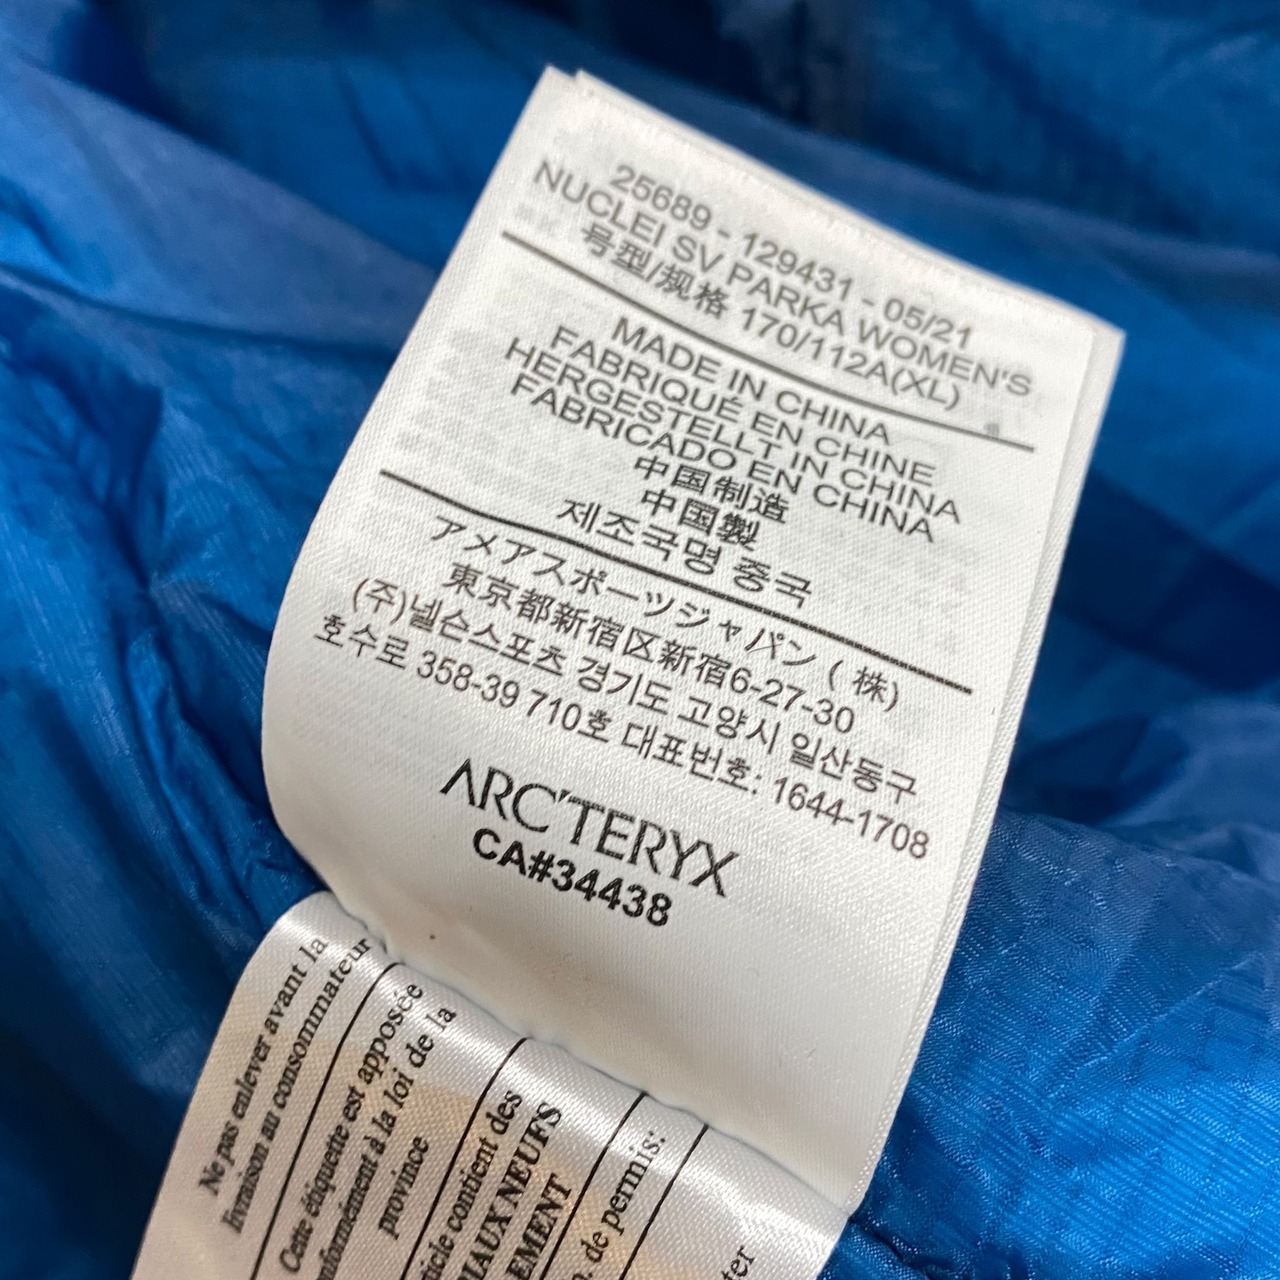 25689 - 129431 - 05/21
NUCLEI SV PARKA WOMEN'S
号型/规格 170/112A(XL)
MADE IN CHINA
FABRIQUÉ EN CHINE
HERGESTELLT IN CHINA
FABRICADO EN CHINA
中国制造
中国製
제조국명 중국
アメアスポーツジャパン ( 株)
東京都新宿区新宿6-27-30
(주)넬슨스포츠 경기도 고양시 일산동구
호수로 358-39 710호 대표번호: 1644-1708
ARC'TERYX
CA#34438
Ne pas enlever avant la
livraison au consommateur
Cette étiquette est apposée
conformément à la loi de la
province
article contient des
MATÉRIAUX NEUFS
de permis: